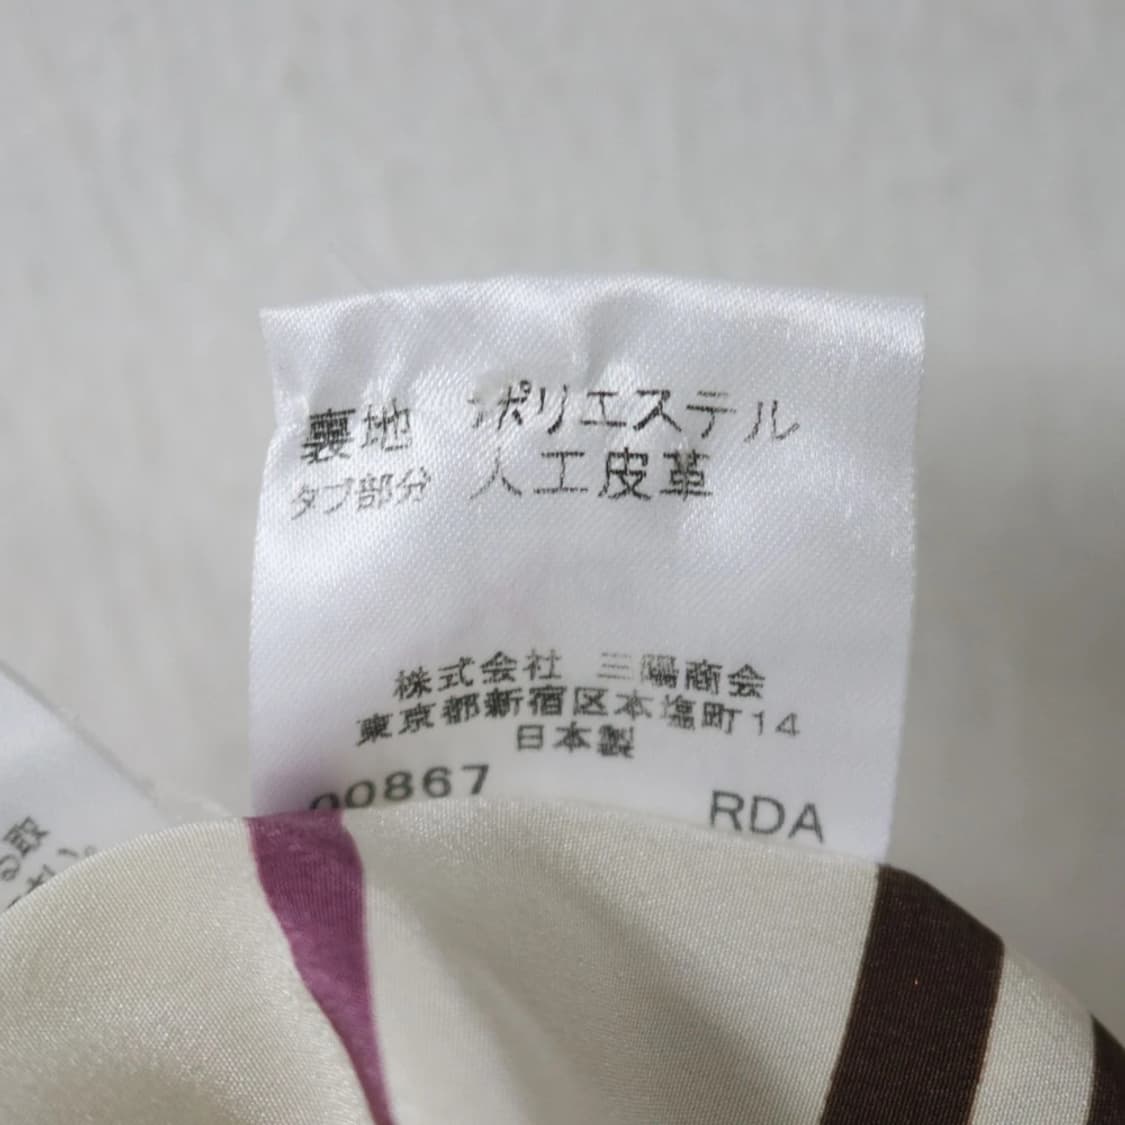 裏地 ポリエステル
タブ部分 人工皮革
株式会社 三陽商会
東京都新宿区本塩町14
日本製
00867 RDA
る取